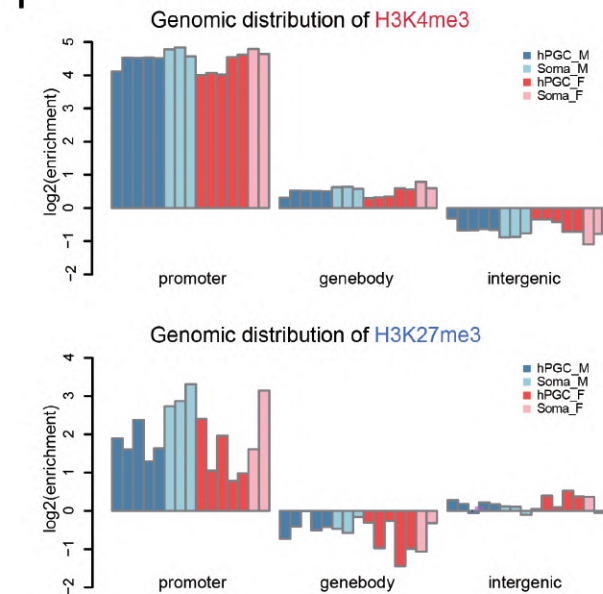 Genomic distribution of H3K4me3
5
4
3
2
1
0
−1
−2
log2(enrichment)
hPGC_M
Soma_M
hPGC_F
Soma_F
promoter genebody intergenic
Genomic distribution of H3K27me3
4
3
2
1
0
−1
−2
log2(enrichment)
hPGC_M
Soma_M
hPGC_F
Soma_F
promoter genebody intergenic